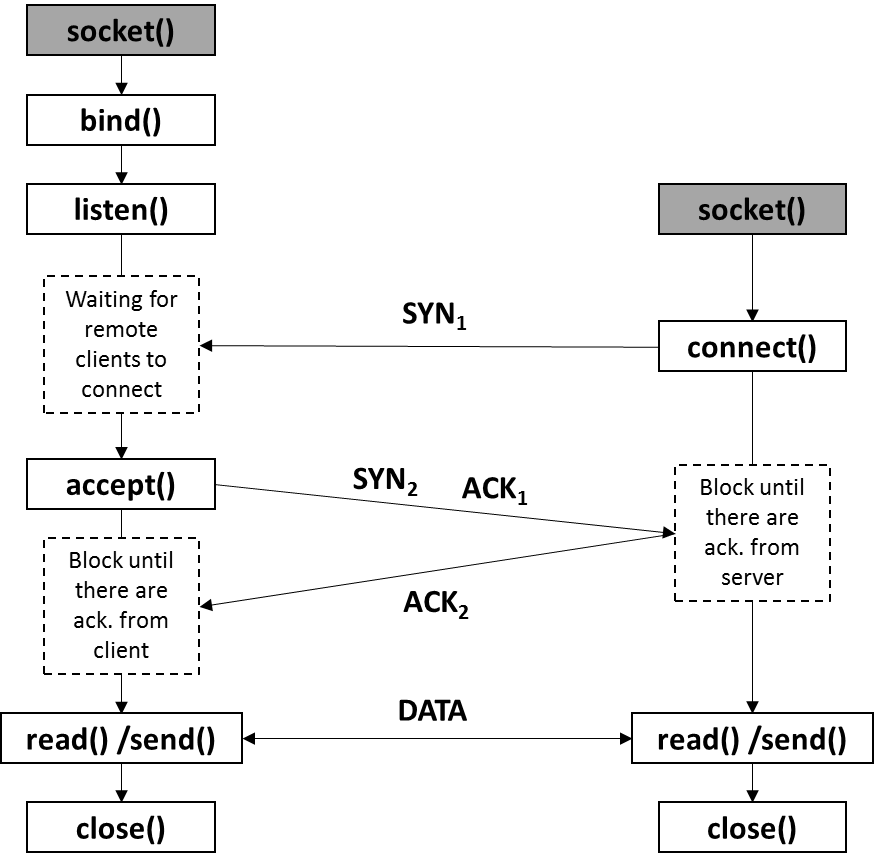 socket()
bind()
listen()
socket()
Waiting for
remote
clients to
connect
SYN1
connect()
accept()
SYN2
ACK1
Block until
there are
ack. from
server
Block until
there are
ack. from
client
ACK2
DATA
read() /send()
read() /send()
close()
close()